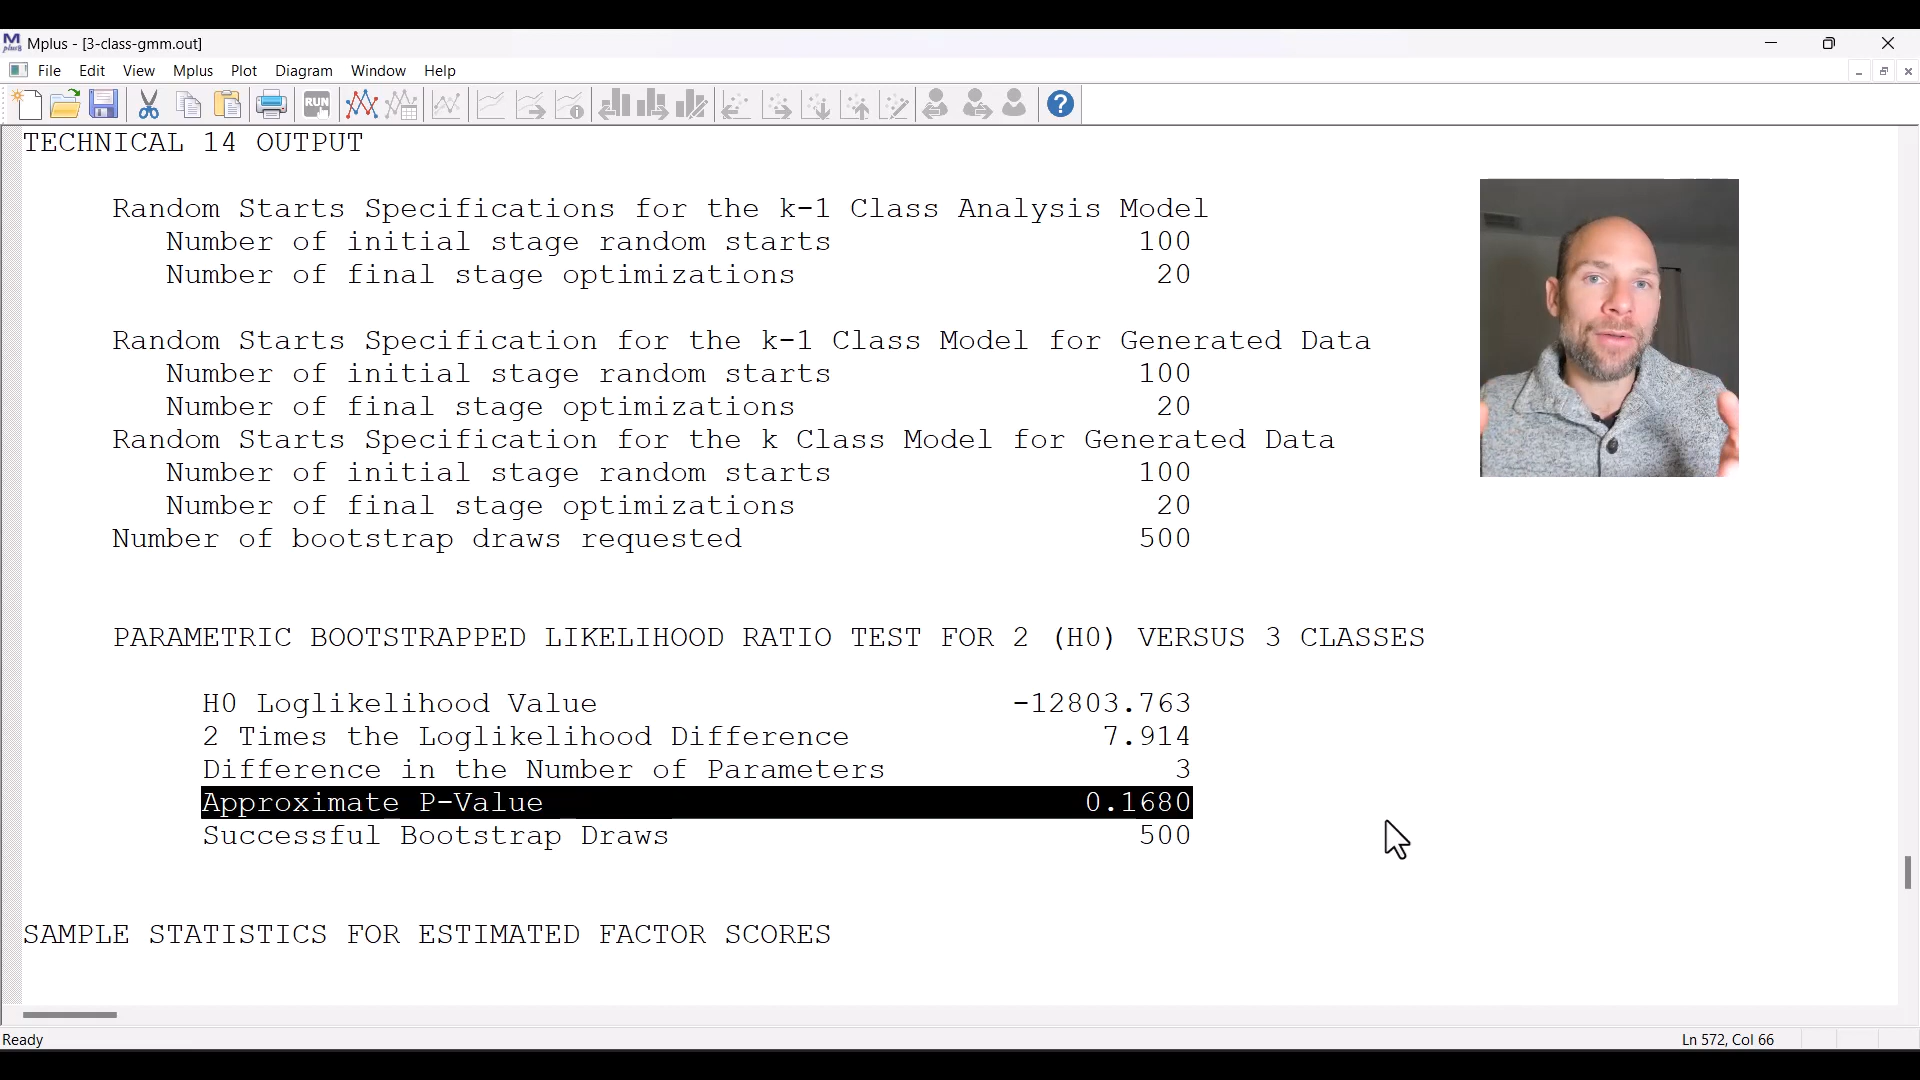 Mplus - [3-class-gmm.out]
File Edit View Mplus Plot Diagram Window Help
RUN
TECHNICAL 14 OUTPUT
Random Starts Specifications for the k-1 Class Analysis Model
Number of initial stage random starts 100
Number of final stage optimizations 20
Random Starts Specification for the k-1 Class Model for Generated Data
Number of initial stage random starts 100
Number of final stage optimizations 20
Random Starts Specification for the k Class Model for Generated Data
Number of initial stage random starts 100
Number of final stage optimizations 20
Number of bootstrap draws requested 500
PARAMETRIC BOOTSTRAPPED LIKELIHOOD RATIO TEST FOR 2 (H0) VERSUS 3 CLASSES
H0 Loglikelihood Value -12803.763
2 Times the Loglikelihood Difference 7.914
Difference in the Number of Parameters 3
Approximate P-Value 0.1680
Successful Bootstrap Draws 500
SAMPLE STATISTICS FOR ESTIMATED FACTOR SCORES
Ready Ln 572, Col 66